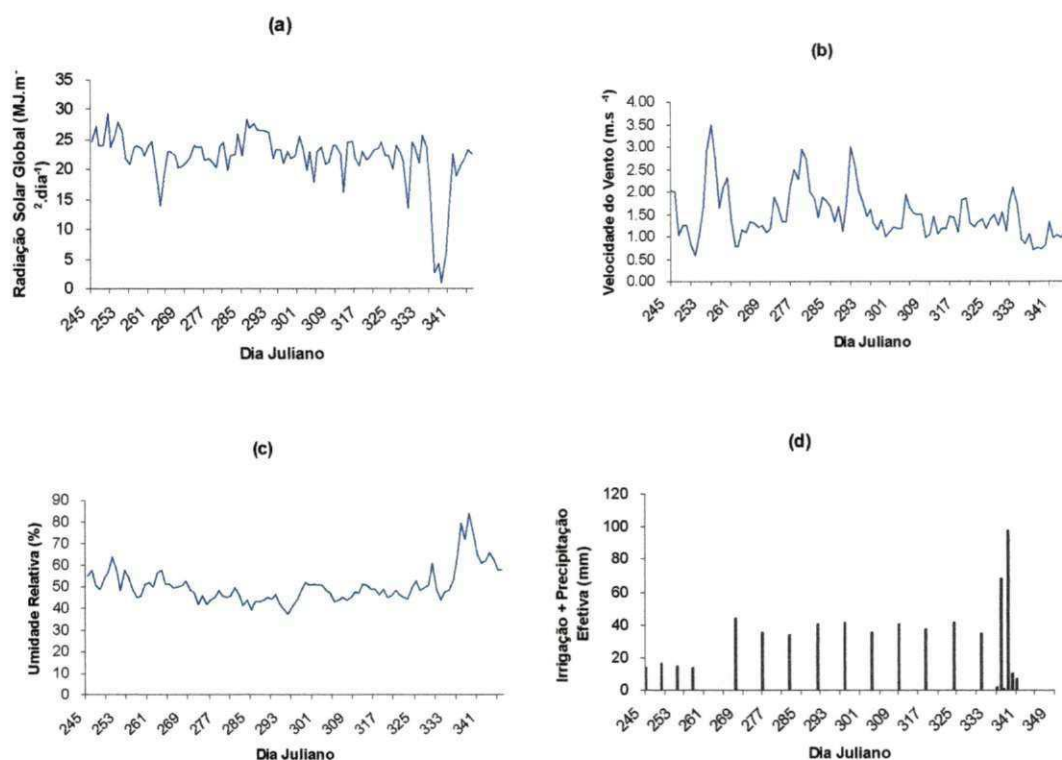 (a)
Radiação Solar Global (MJ.m-
2.dia-1)
35
30
25
20
15
10
5
0
245 253 261 269 277 285 293 301 309 317 325 333 341
Dia Juliano
(b)
Velocidade do Vento (m.s -1)
4.00
3.50
3.00
2.50
2.00
1.50
1.00
0.50
0.00
245 253 261 269 277 285 293 301 309 317 325 333 341
Dia Juliano
(c)
Umidade Relativa (%)
90
80
70
60
50
40
30
20
10
0
245 253 261 269 277 285 293 301 309 317 325 333 341
Dia Juliano
(d)
Irrigação + Precipitação
Efetiva (mm)
120
100
80
60
40
20
0
245 253 261 269 277 285 293 301 309 317 325 333 341 349
Dia Juliano